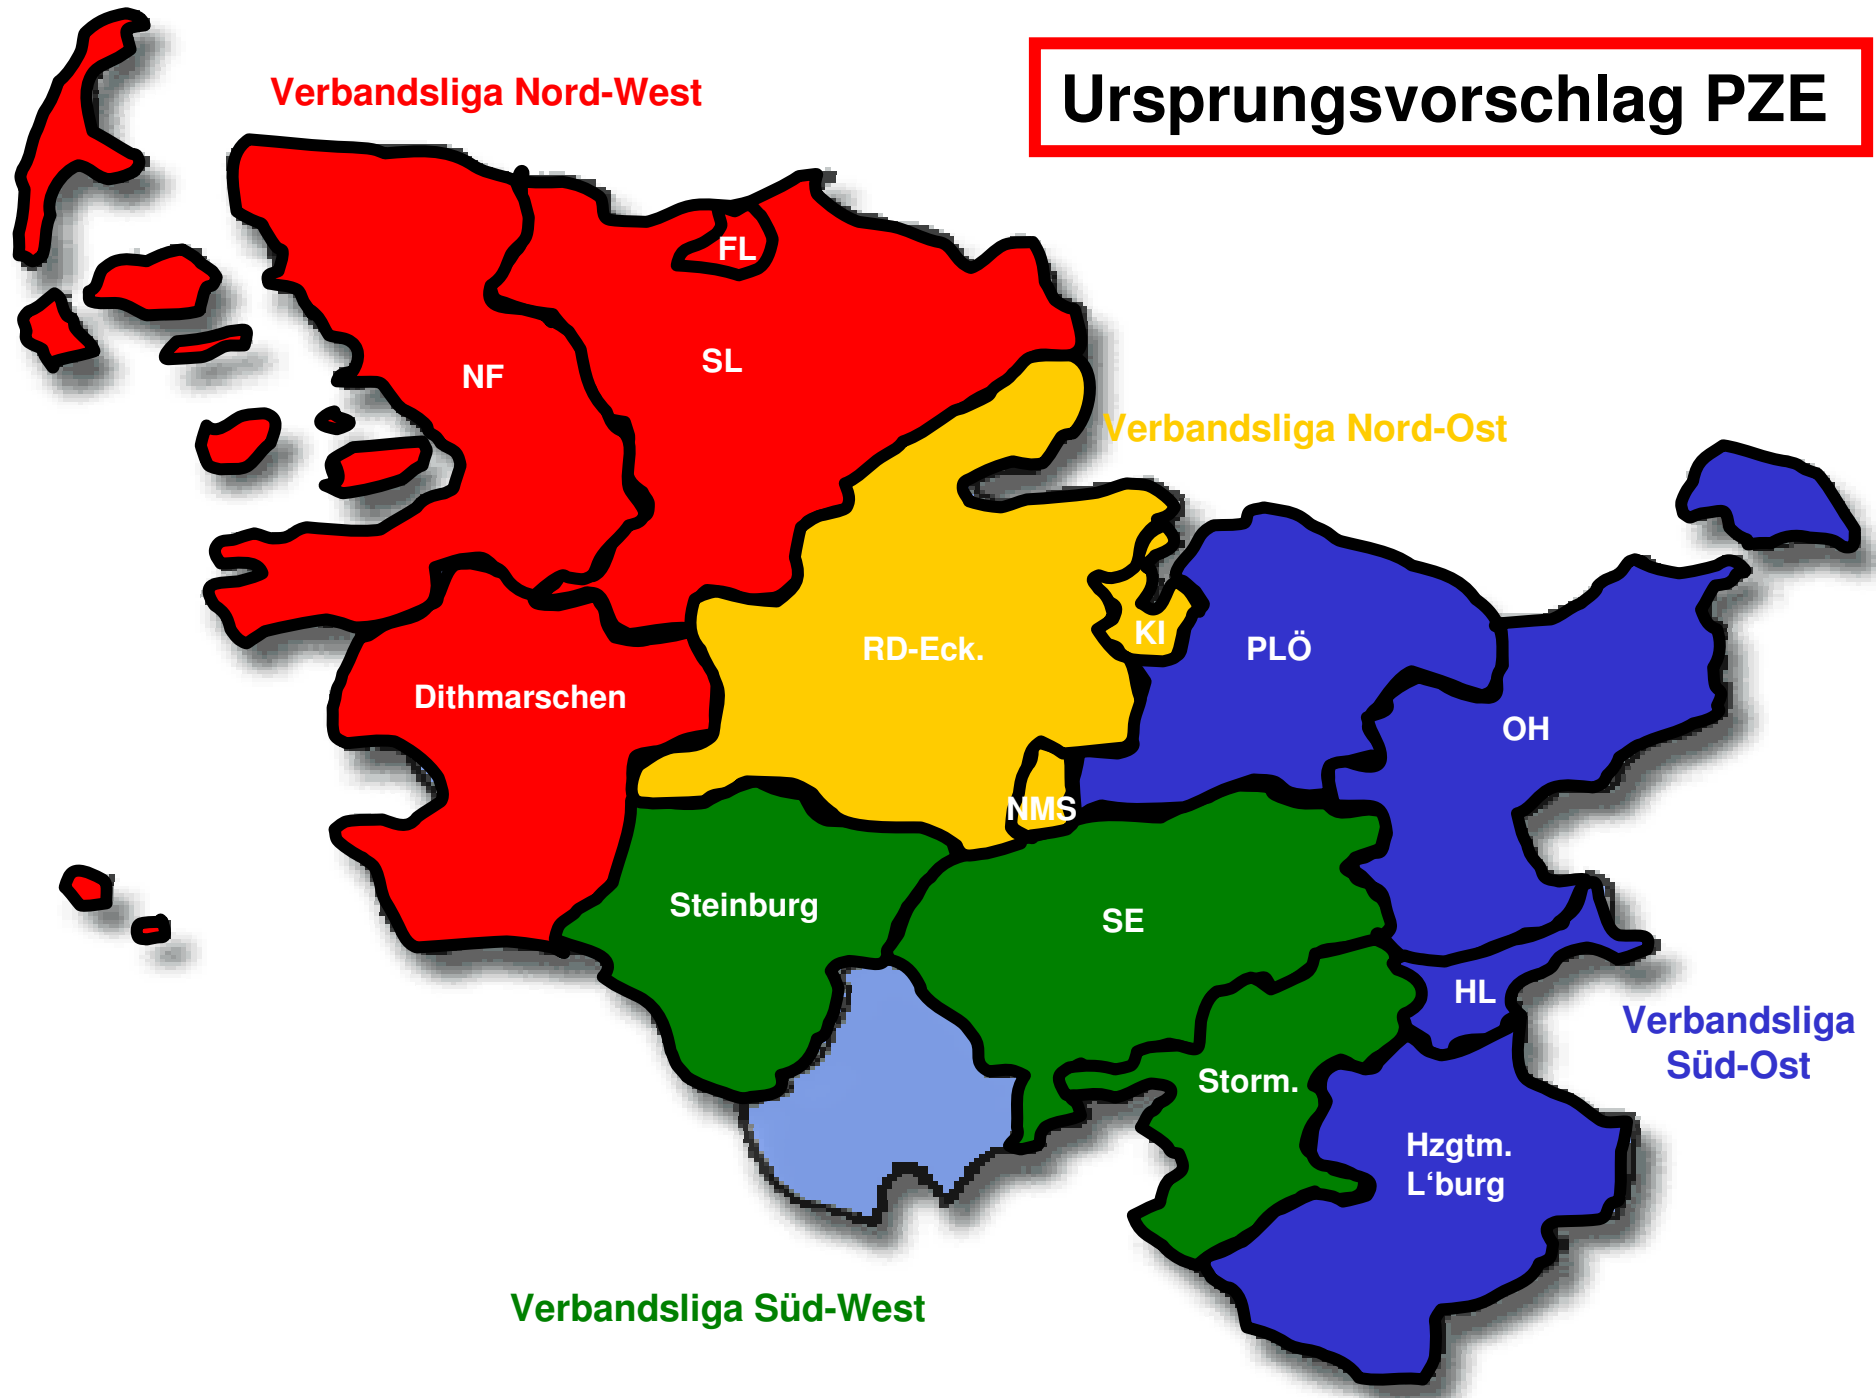 Verbandsliga Nord-West
Ursprungsvorschlag PZE
FL
SL
NF
Verbandsliga Nord-Ost
KI
RD-Eck.
PLÖ
Dithmarschen
OH
NMS
Steinburg
SE
HL
Verbandsliga
Süd-Ost
Storm.
Hzgtm.
L‘burg
Verbandsliga Süd-West